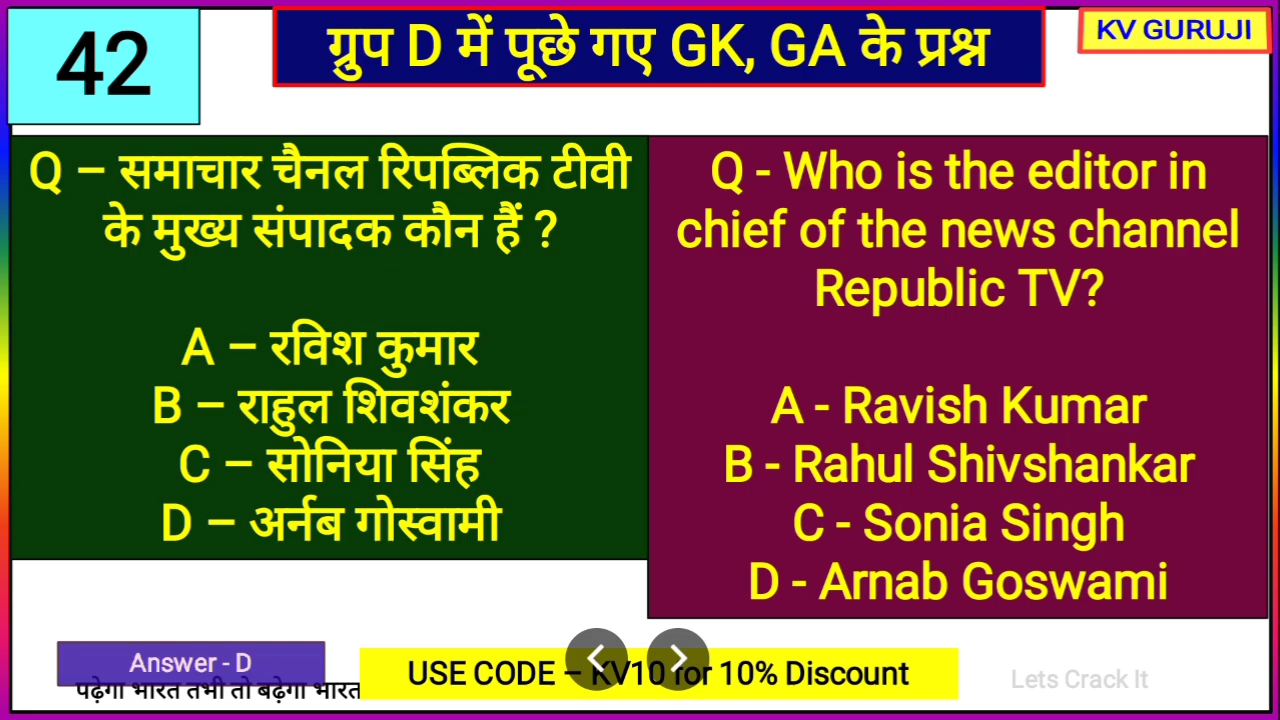 42
ग्रुप D में पूछे गए GK, GA के प्रश्न
KV GURUJI
Q – समाचार चैनल रिपब्लिक टीवी
के मुख्य संपादक कौन हैं ?
A – रविश कुमार
B – राहुल शिवशंकर
C – सोनिया सिंह
D – अर्नब गोस्वामी
Q - Who is the editor in
chief of the news channel
Republic TV?
A - Ravish Kumar
B - Rahul Shivshankar
C - Sonia Singh
D - Arnab Goswami
Answer - D
पढ़ेगा भारत तभी तो बढ़ेगा भारत
USE CODE – KV10 for 10% Discount
Lets Crack It